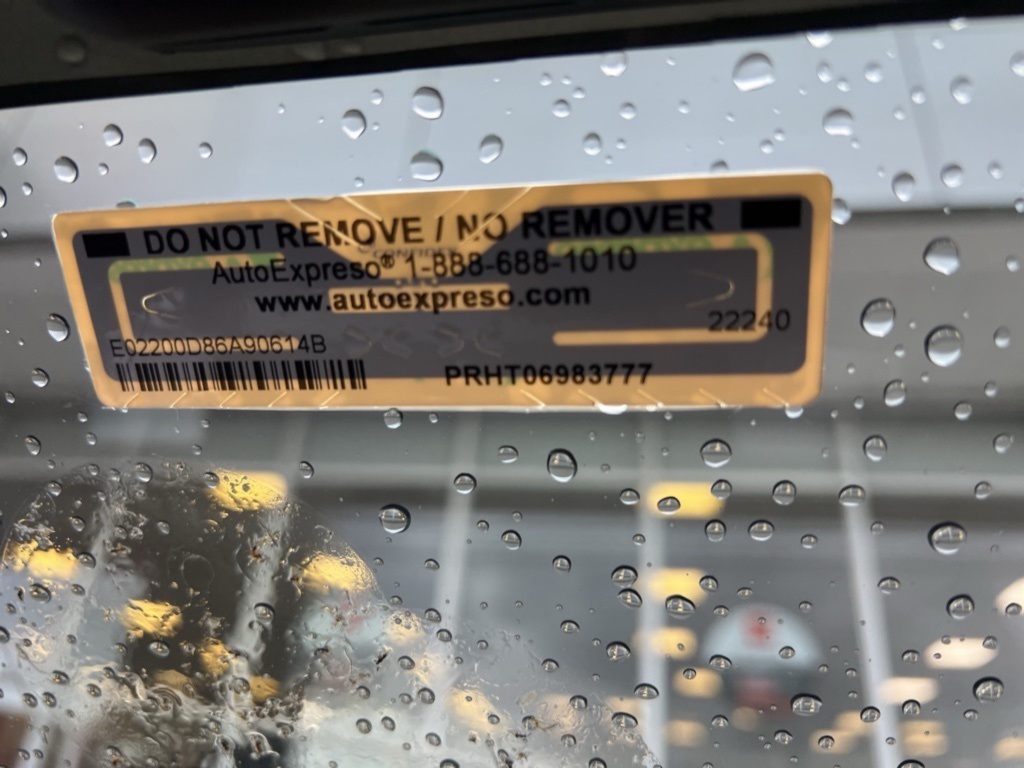 DO NOT REMOVE / NO REMOVER
AutoExpreso® 1-888-688-1010
www.autoexpreso.com
22240
E02200D86A90614B
PRHT06983777